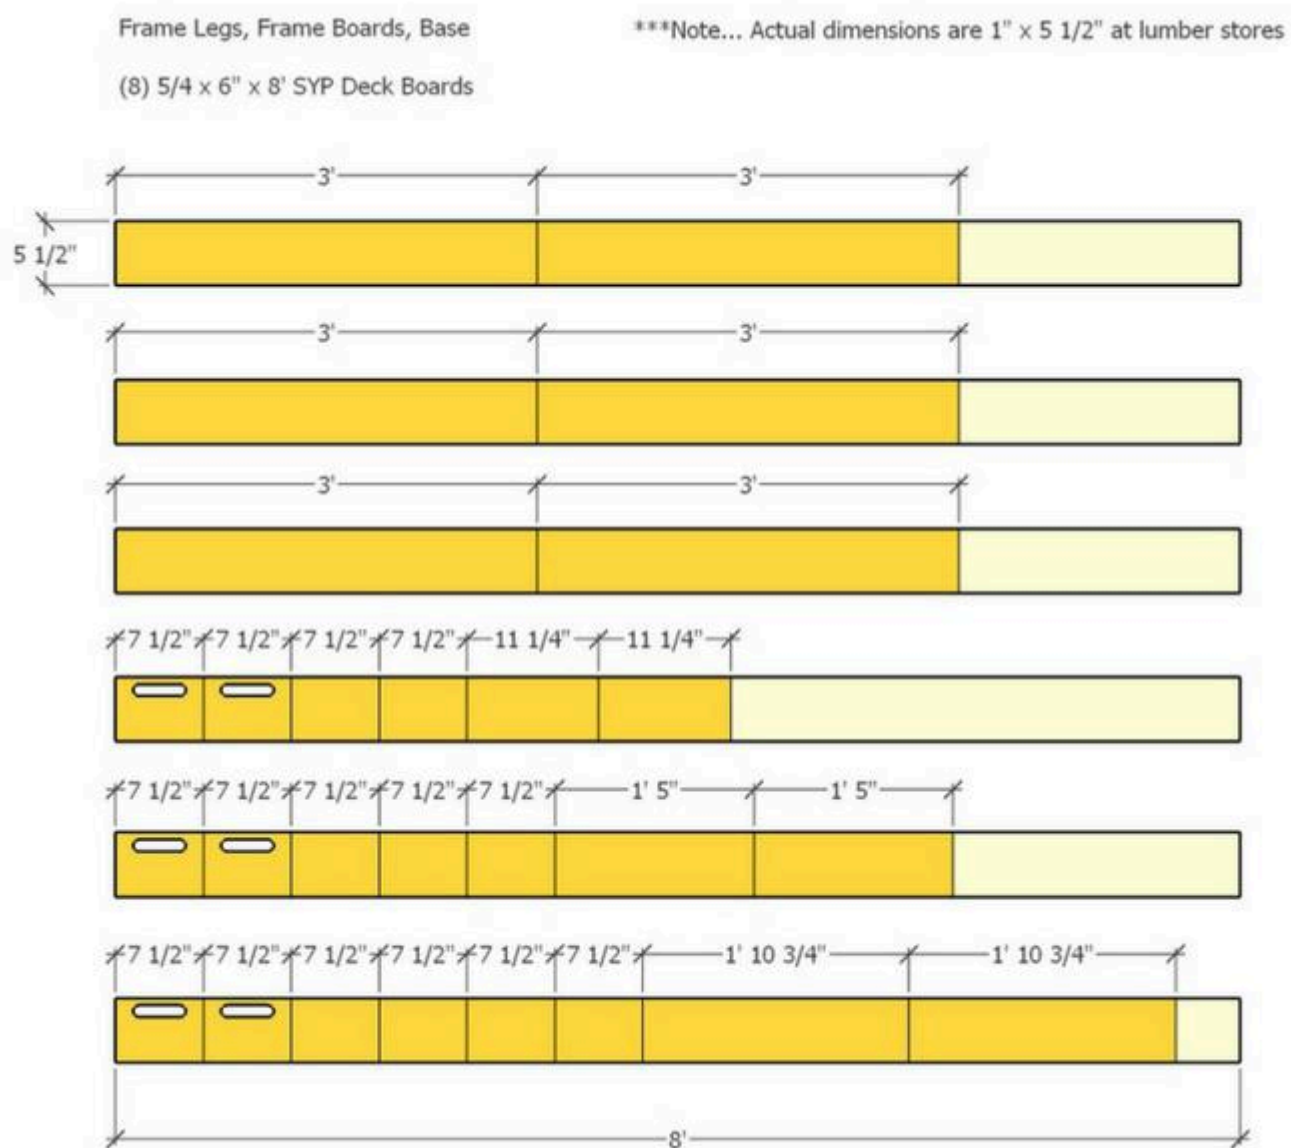 Frame Legs, Frame Boards, Base
***Note... Actual dimensions are 1" x 5 1/2" at lumber stores
(8) 5/4 x 6" x 8' SYP Deck Boards
3' 3'
5 1/2"
3' 3'
3' 3'
7 1/2" 7 1/2" 7 1/2" 7 1/2" 11 1/4" 11 1/4"
7 1/2" 7 1/2" 7 1/2" 7 1/2" 7 1/2" 1' 5" 1' 5"
7 1/2" 7 1/2" 7 1/2" 7 1/2" 7 1/2" 7 1/2" 1' 10 3/4" 1' 10 3/4"
8'